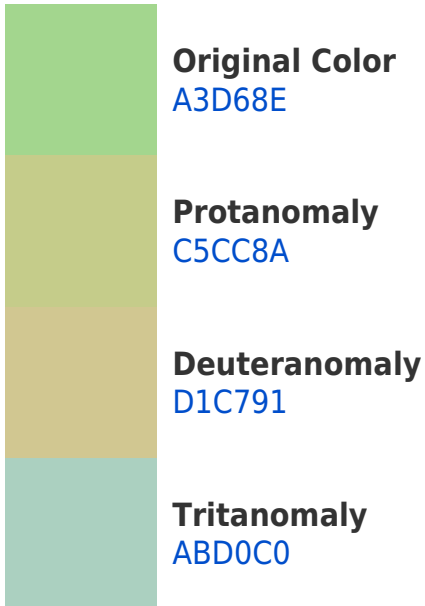 Original Color
A3D68E
Protanomaly
C5CC8A
Deuteranomaly
D1C791
Tritanomaly
ABD0C0